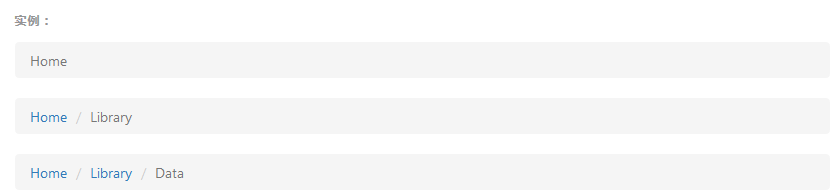 实例：
Home
Home / Library
Home / Library / Data